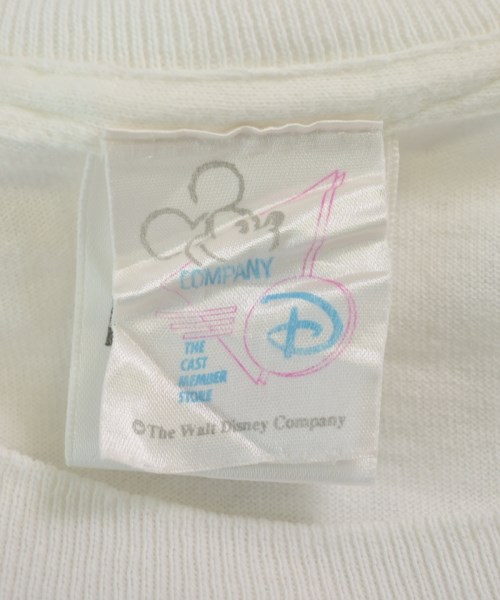 COMPANY
D
THE
CAST
MEMBER
STORE
©The Walt Disney Company